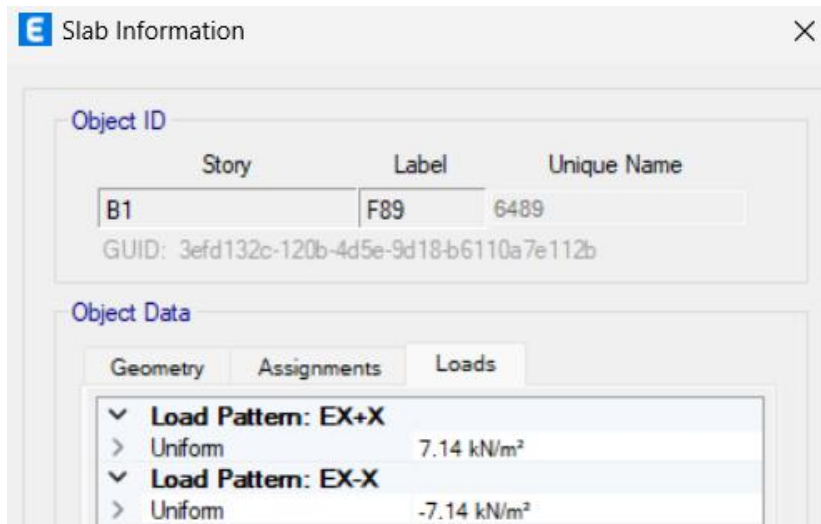 E Slab Information
Object ID
Story Label Unique Name
B1 F89 6489
GUID: 3efd132c-120b-4d5e-9d18-b6110a7e112b
Object Data
Geometry Assignments Loads
Load Pattern: EX+X
Uniform 7.14 kN/m²
Load Pattern: EX-X
Uniform -7.14 kN/m²